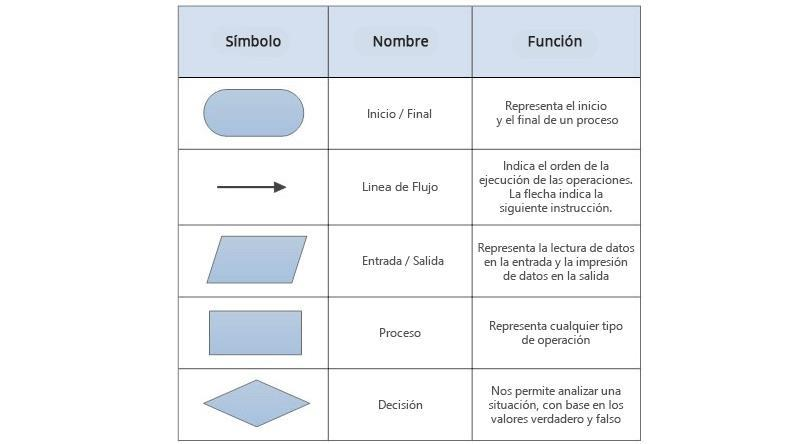 Símbolo
Nombre
Función
Inicio / Final
Representa el inicio
y el final de un proceso
Linea de Flujo
Indica el orden de la
ejecución de las operaciones.
La flecha indica la
siguiente instrucción.
Entrada / Salida
Representa la lectura de datos
en la entrada y la impresión
de datos en la salida
Proceso
Representa cualquier tipo
de operación
Decisión
Nos permite analizar una
situación, con base en los
valores verdadero y falso